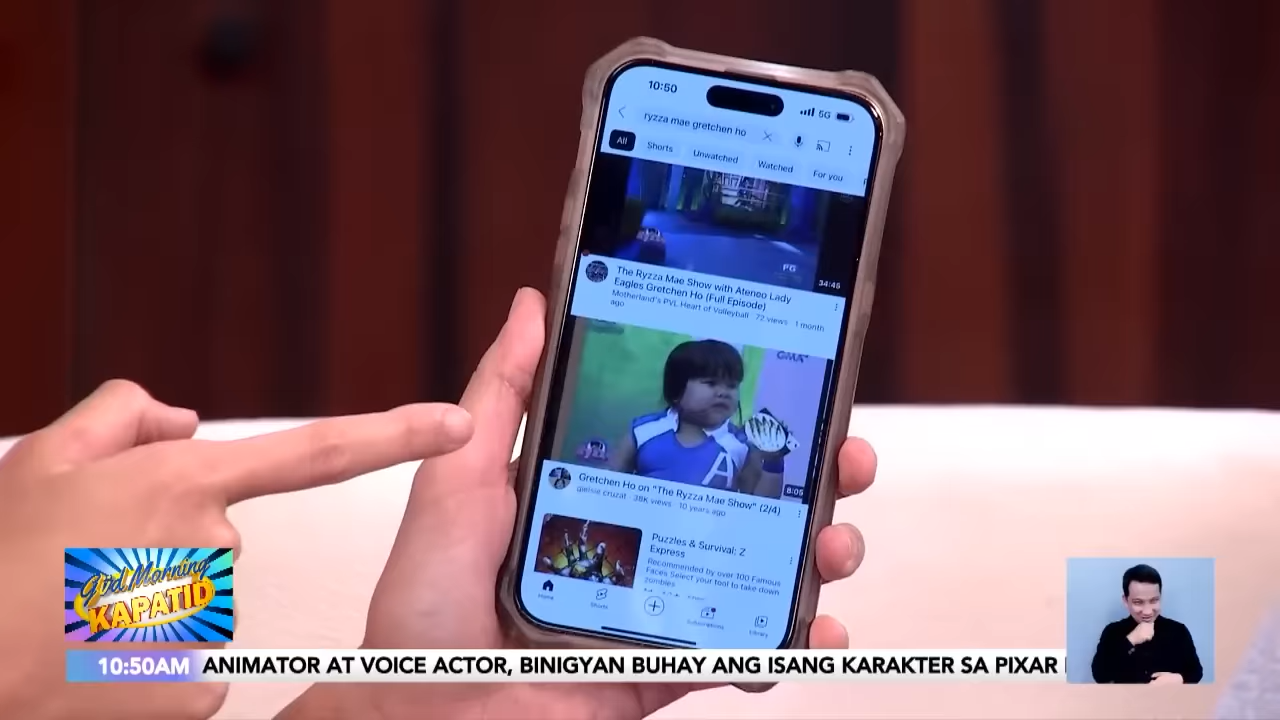 10:50
5G
ryzza mae gretchen ho
All
Shorts
Unwatched
Watched
For you
PG
34:45
The Ryzza Mae Show with Ateneo Lady
Eagles Gretchen Ho (Full Episode)
Motherland's PVL Heart of Volleyball 72 views 1 month
ago
GMA
A
8:05
Gretchen Ho on "The Ryzza Mae Show" (2/4)
gielsie cruzat · 38K views · 10 years ago
Puzzles & Survival: Z
Express
Recommended by over 100 Famous
Faces Select your tool to take down
zombies
Home
Shorts
Subscriptions
Library
Gud Morning
KAPATID
10:50AM
ANIMATOR AT VOICE ACTOR, BINIGYAN BUHAY ANG ISANG KARAKTER SA PIXAR